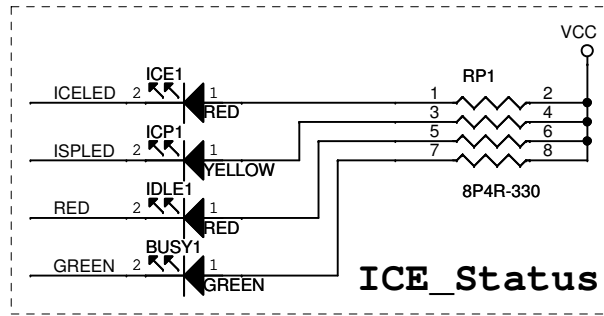 VCC
ICE1
RP1
ICELED 2 1 1 2
RED
3 4
ICP1
5 6
ISPLED 2 1 7 8
YELLOW
8P4R-330
IDLE1
RED 2 1
RED
BUSY1
GREEN 2 1
GREEN
ICE_Status